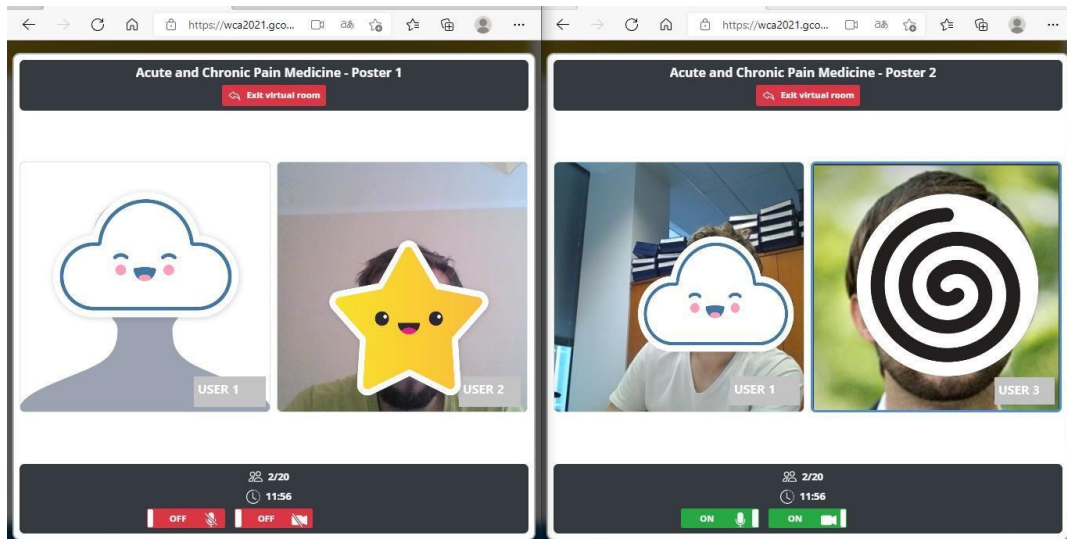 https://wca2021.gco...
Acute and Chronic Pain Medicine - Poster 1
Exit virtual room
USER 1
USER 2
2/20
11:56
OFF
OFF
https://wca2021.gco...
Acute and Chronic Pain Medicine - Poster 2
Exit virtual room
USER 1
USER 3
2/20
11:56
ON
ON